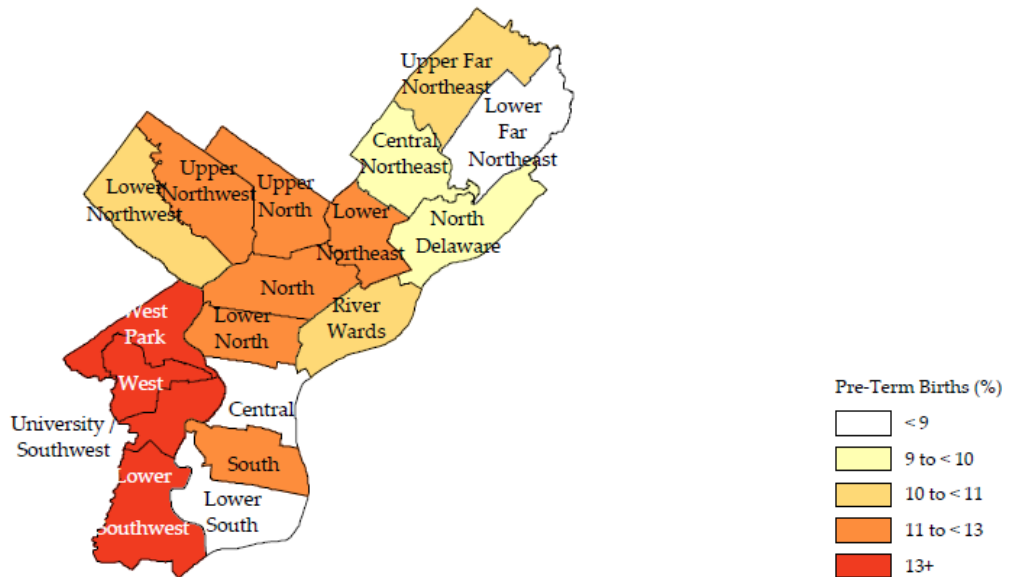 Upper Far
Northeast
Lower
Far
Northeast
Central
Northeast
Upper
Northwest
Lower
Northwest
Upper
North
Lower
Northeast
North
Delaware
North
River
Wards
West
Park
Lower
North
West
Central
University /
Southwest
South
Lower
Southwest
Lower
South
Pre-Term Births (%)
< 9
9 to < 10
10 to < 11
11 to < 13
13+